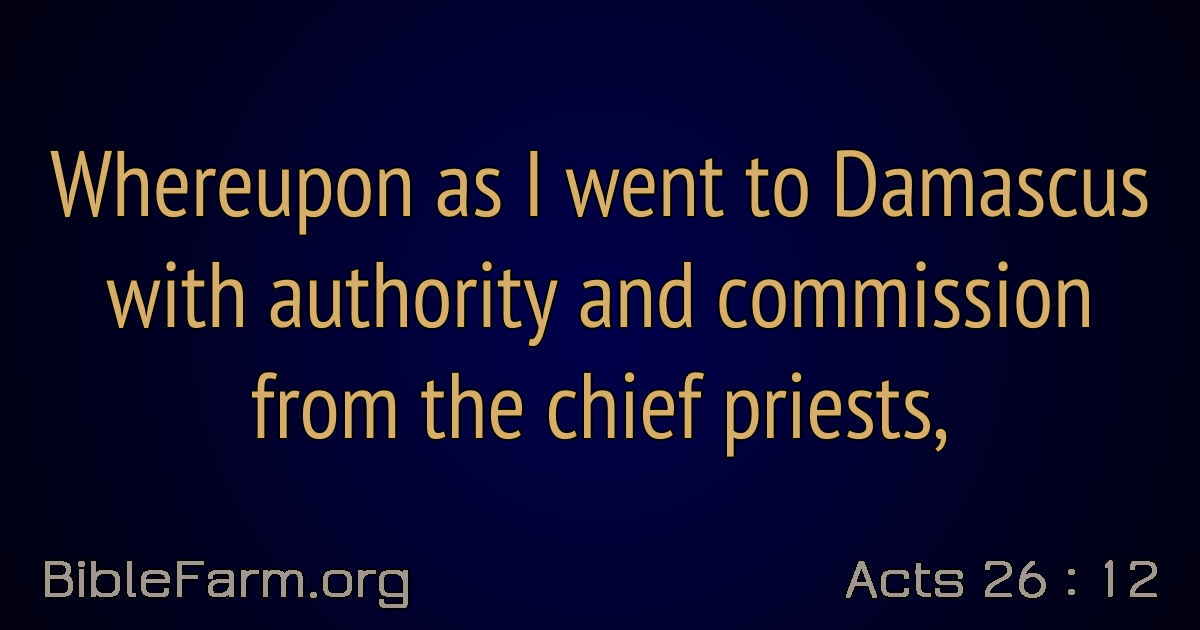 Whereupon as I went to Damascus
with authority and commission
from the chief priests,
BibleFarm.org
Acts 26 : 12